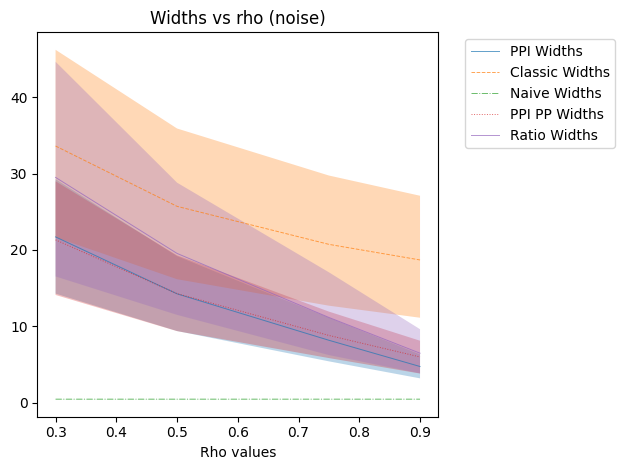 Widths vs rho (noise)
PPI Widths
Classic Widths
Naive Widths
PPI PP Widths
Ratio Widths
40
30
20
10
0
0.3 0.4 0.5 0.6 0.7 0.8 0.9
Rho values